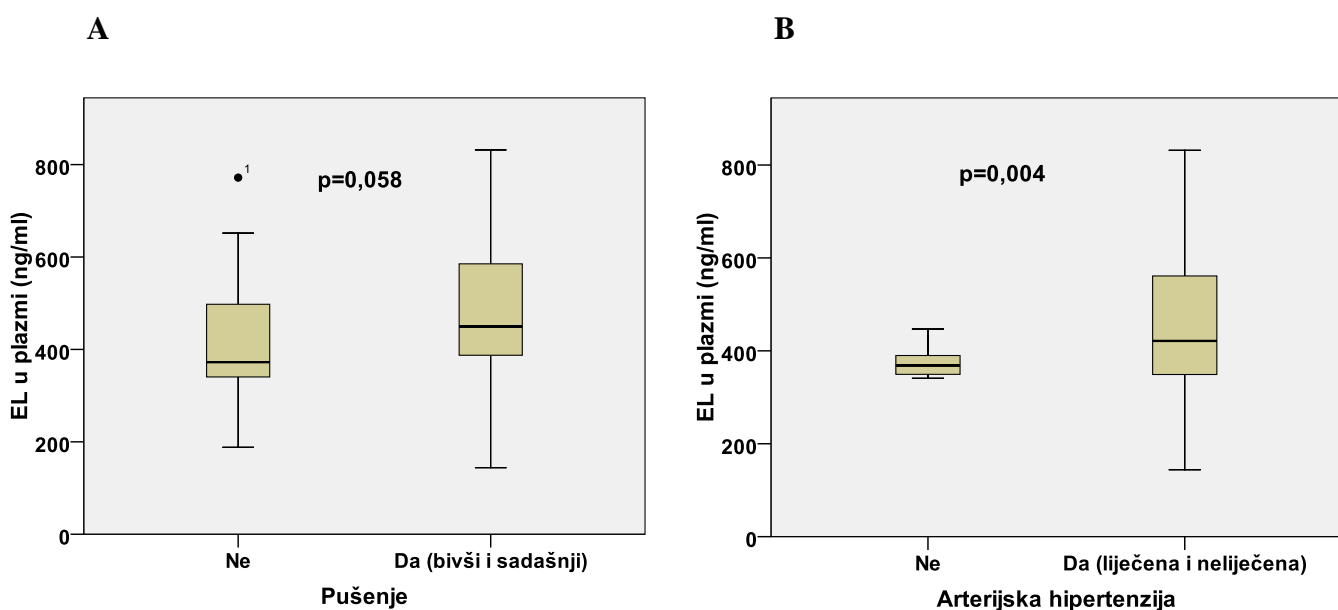 A
B
EL u plazmi (ng/ml)
800
600
400
200
0
1
p=0,058
Ne
Da (bivši i sadašnji)
Pušenje
EL u plazmi (ng/ml)
800
600
400
200
0
p=0,004
Ne
Da (liječena i neliječena)
Arterijska hipertenzija